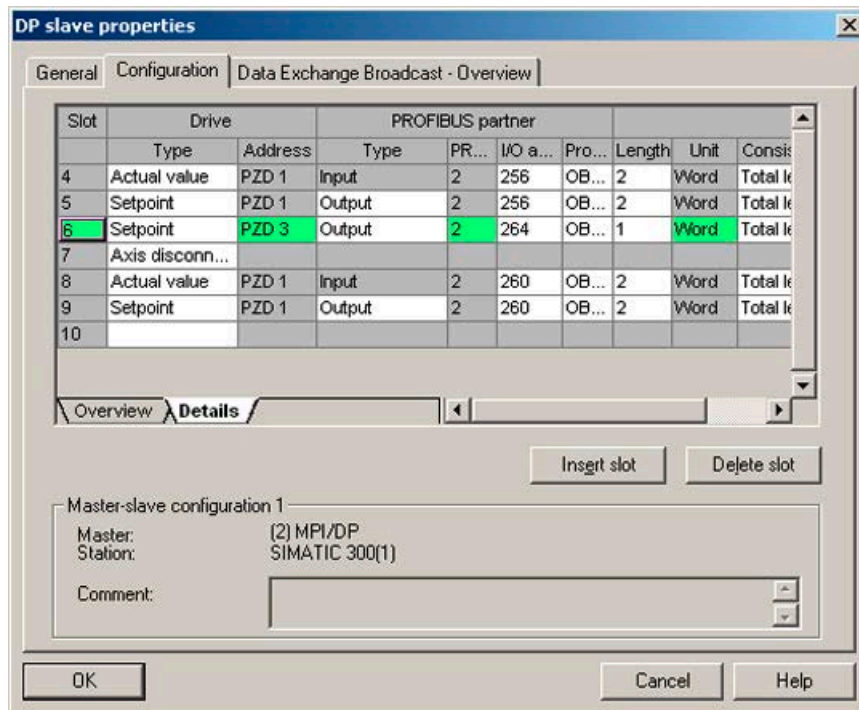 DP slave properties
General Configuration Data Exchange Broadcast - Overview
Slot Drive PROFIBUS partner
Type Address Type PR... I/O a... Pro... Length Unit Consis
4 Actual value PZD 1 Input 2 256 OB... 2 Word Total le
5 Setpoint PZD 1 Output 2 256 OB... 2 Word Total le
6 Setpoint PZD 3 Output 2 264 OB... 1 Word Total le
7 Axis disconn...
8 Actual value PZD 1 Input 2 260 OB... 2 Word Total le
9 Setpoint PZD 1 Output 2 260 OB... 2 Word Total le
10
Overview Details
Insert slot Delete slot
Master-slave configuration 1
Master: (2) MPI/DP
Station: SIMATIC 300(1)
Comment:
OK Cancel Help